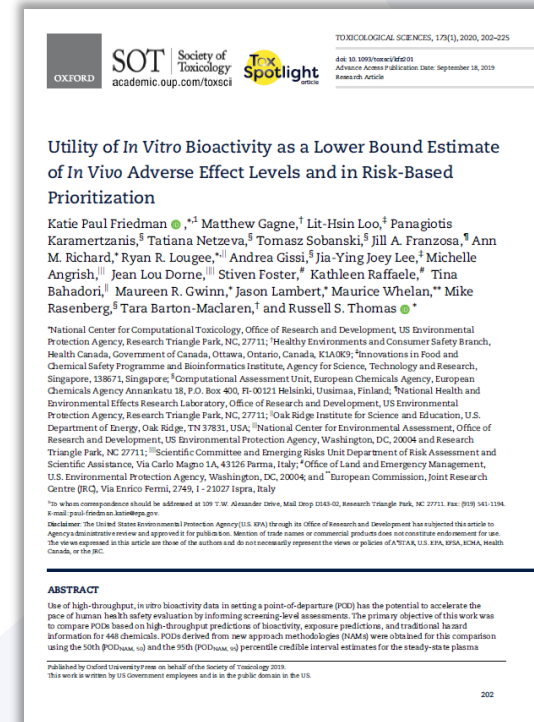 TOXICOLOGICAL SCIENCES, 173(1), 2020, 202–225
OXFORD
SOT Society of Toxicology
academic.oup.com/toxsci
Tox Spotlight article
doi: 10.1093/toxsci/kfz201
Advance Access Publication Date: September 18, 2019
Research Article
Utility of In Vitro Bioactivity as a Lower Bound Estimate
of In Vivo Adverse Effect Levels and in Risk-Based
Prioritization
Katie Paul Friedman ,*,1 Matthew Gagne,† Lit-Hsin Loo,‡ Panagiotis
Karamertzanis,§ Tatiana Netzeva,§ Tomasz Sobanski,§ Jill A. Franzosa,¶ Ann
M. Richard,* Ryan R. Lougee,*,|| Andrea Gissi,§ Jia-Ying Joey Lee,‡ Michelle
Angrish,||| Jean Lou Dorne,|||| Stiven Foster,# Kathleen Raffaele,# Tina
Bahadori,|| Maureen R. Gwinn,* Jason Lambert,* Maurice Whelan,** Mike
Rasenberg,§ Tara Barton-Maclaren,† and Russell S. Thomas *
*National Center for Computational Toxicology, Office of Research and Development, US Environmental
Protection Agency, Research Triangle Park, NC, 27711; †Healthy Environments and Consumer Safety Branch,
Health Canada, Government of Canada, Ottawa, Ontario, Canada, K1A0K9; ‡Innovations in Food and
Chemical Safety Programme and Bioinformatics Institute, Agency for Science, Technology and Research,
Singapore, 138671, Singapore; §Computational Assessment Unit, European Chemicals Agency, European
Chemicals Agency Annankatu 18, P.O. Box 400, FI-00121 Helsinki, Uusimaa, Finland; ¶National Health and
Environmental Effects Research Laboratory, Office of Research and Development, US Environmental
Protection Agency, Research Triangle Park, NC, 27711; ||Oak Ridge Institute for Science and Education, U.S.
Department of Energy, Oak Ridge, TN 37831, USA; |||National Center for Environmental Assessment, Office of
Research and Development, US Environmental Protection Agency, Washington, DC, 20004 and Research
Triangle Park, NC 27711; ||||Scientific Committee and Emerging Risks Unit Department of Risk Assessment and
Scientific Assistance, Via Carlo Magno 1A, 43126 Parma, Italy; #Office of Land and Emergency Management,
U.S. Environmental Protection Agency, Washington, DC, 20004; and **European Commission, Joint Research
Centre (JRC), Via Enrico Fermi, 2749, I - 21027 Ispra, Italy
1To whom correspondence should be addressed at 109 T.W. Alexander Drive, Mail Drop D143-02, Research Triangle Park, NC 27711. Fax: (919) 541-1194.
E-mail: paul-friedman.katie@epa.gov.
Disclaimer: The United States Environmental Protection Agency (U.S. EPA) through its Office of Research and Development has subjected this article to
Agency administrative review and approved it for publication. Mention of trade names or commercial products does not constitute endorsement for use.
The views expressed in this article are those of the authors and do not necessarily represent the views or policies of A*STAR, U.S. EPA, EFSA, ECHA, Health
Canada, or the JRC.
ABSTRACT
Use of high-throughput, in vitro bioactivity data in setting a point-of-departure (POD) has the potential to accelerate the
pace of human health safety evaluation by informing screening-level assessments. The primary objective of this work was
to compare PODs based on high-throughput predictions of bioactivity, exposure predictions, and traditional hazard
information for 448 chemicals. PODs derived from new approach methodologies (NAMs) were obtained for this comparison
using the 50th (PODNAM, 50) and the 95th (PODNAM, 95) percentile credible interval estimates for the steady-state plasma
Published by Oxford University Press on behalf of the Society of Toxicology 2019.
This work is written by US Government employees and is in the public domain in the US.
202